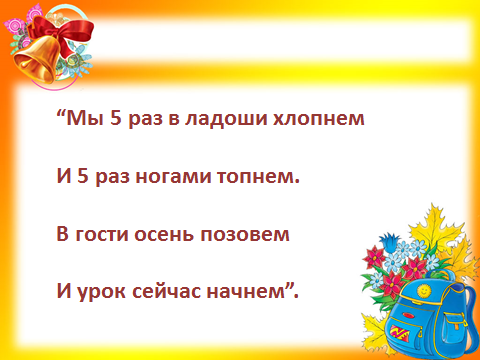 “Мы 5 раз в ладоши хлопнем
И 5 раз ногами топнем.
В гости осень позовем
И урок сейчас начнем”.